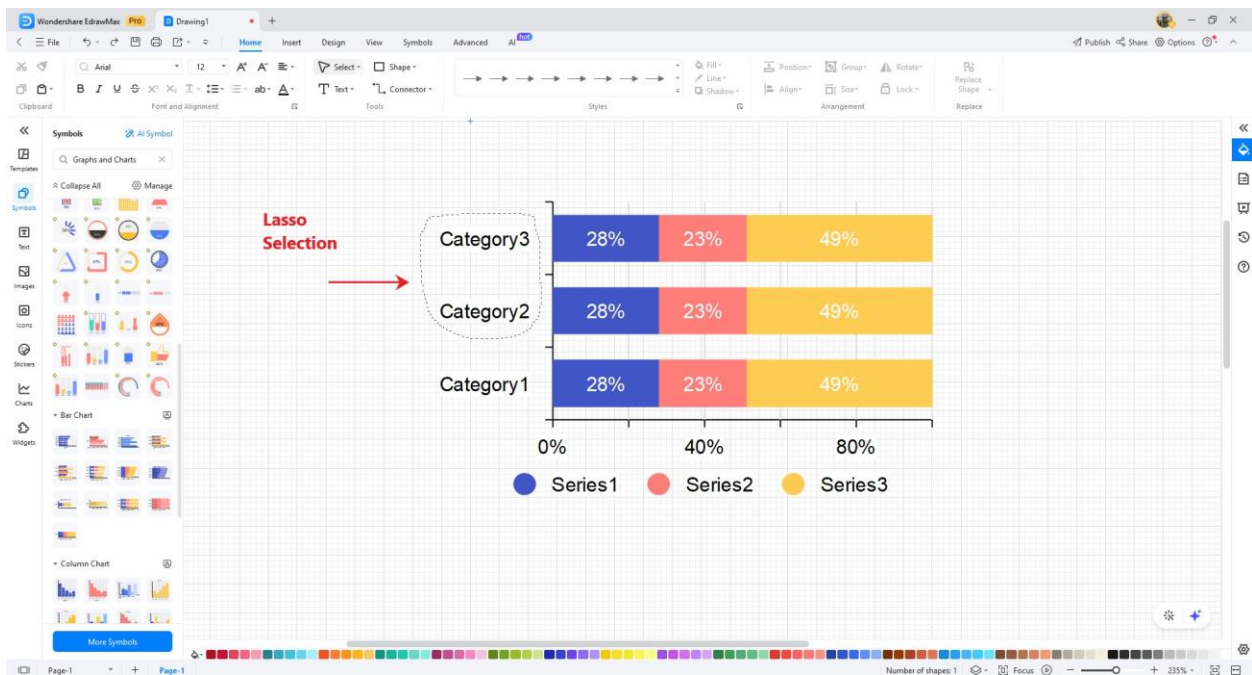 Wondershare EdrawMax Pro Drawing1
File Home Insert Design View Symbols Advanced AI hot Publish Share Options
Arial 12 Select Shape Fill Position Group Rotate Replace Shape
B I U S ab A Text Connector Line Shadow Align Size Lock
Clipboard Font and Alignment Tools Styles Arrangement Replace
Symbols AI Symbol
Graphs and Charts
Collapse All Manage
Templates
Symbols
Text
Images
Icons
Stickers
Charts
Widgets
Bar Chart
Column Chart
More Symbols
Lasso
Selection
Category3 28% 23% 49%
Category2 28% 23% 49%
Category1 28% 23% 49%
0% 40% 80%
Series1 Series2 Series3
Page-1 Page-1 Number of shapes: 1 Focus 235%